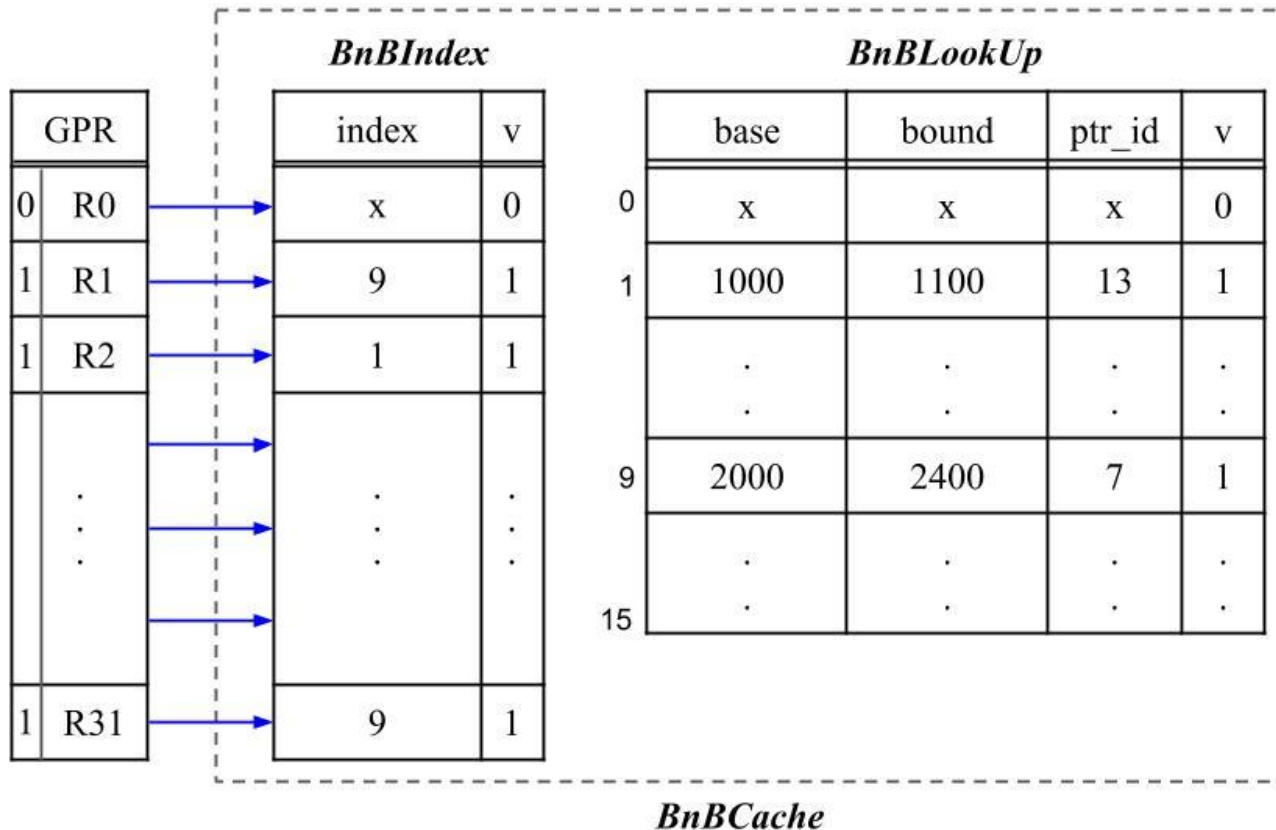 BnBIndex BnBLookUp
GPR index v base bound ptr_id v
0 R0 x 0 0 x x x 0
1 R1 9 1 1 1000 1100 13 1
1 R2 1 1
. . . . . .
. . . . . .
9 2000 2400 7 1
. . .
. . .
. . .
. . . .
. . . .
15
1 R31 9 1
BnBCache